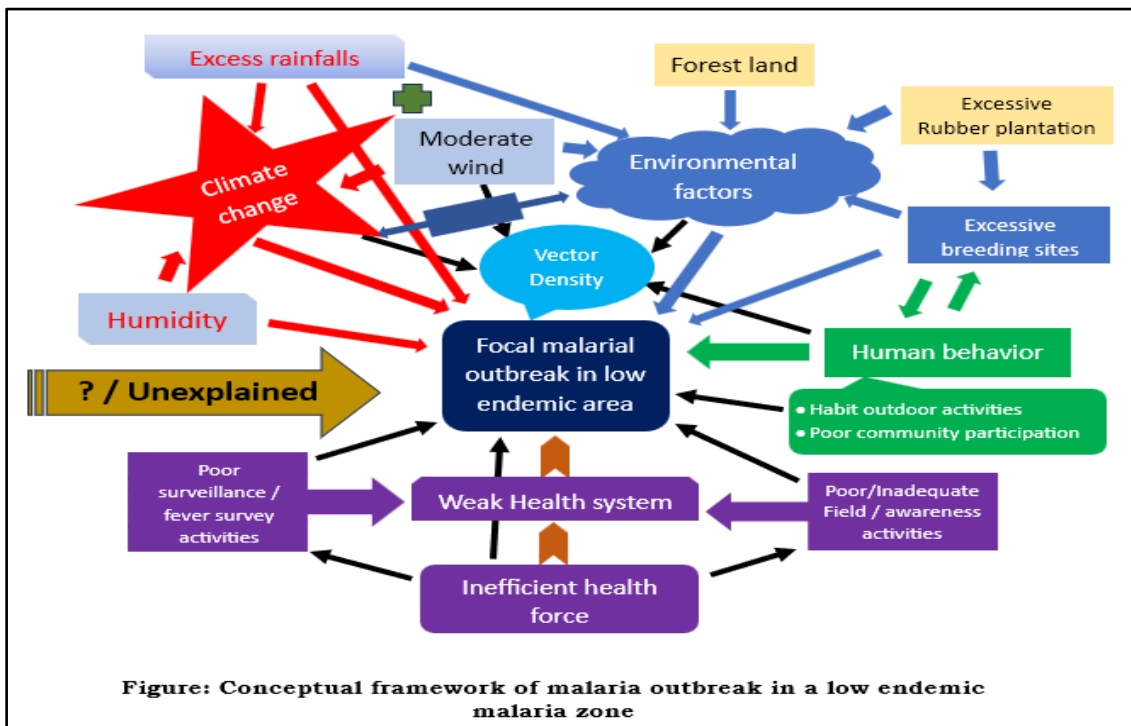 Excess rainfalls
Forest land
Excessive
Rubber plantation
Moderate
wind
Environmental
factors
Climate
change
Excessive
breeding sites
Vector
Density
Humidity
Focal malarial
outbreak in low
endemic area
Human behavior
? / Unexplained
• Habit outdoor activities
• Poor community participation
Poor
surveillance /
fever survey
activities
Weak Health system
Poor/Inadequate
Field / awareness
activities
Inefficient health
force
Figure: Conceptual framework of malaria outbreak in a low endemic
malaria zone